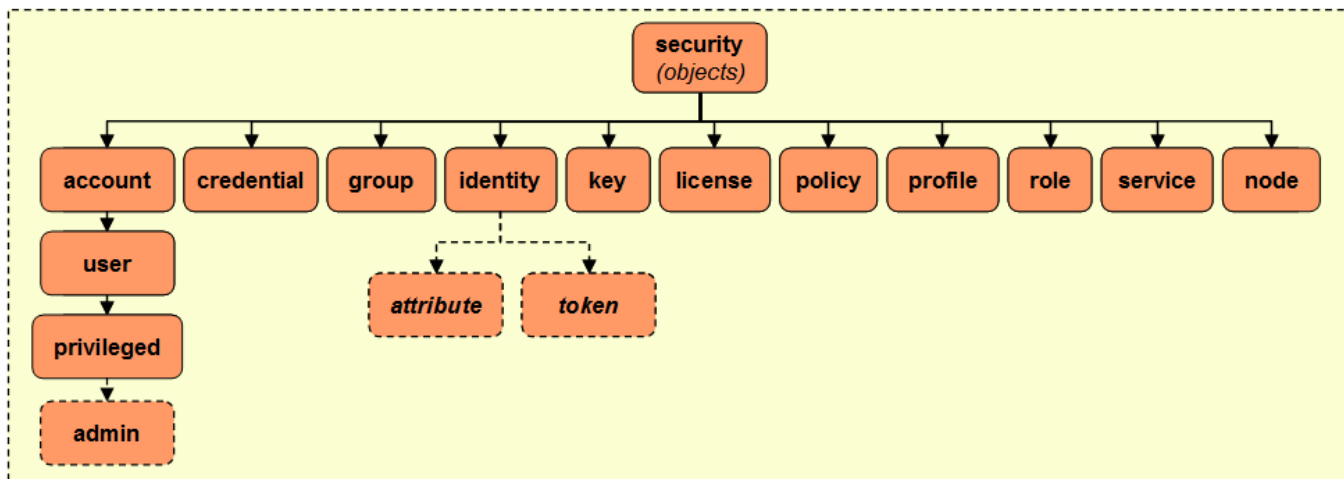 security
(objects)
account
credential
group
identity
key
license
policy
profile
role
service
node
user
attribute
token
privileged
admin